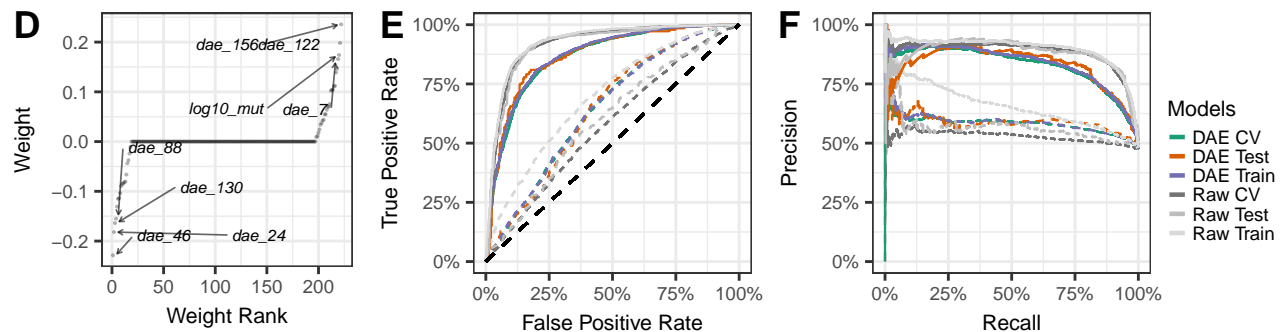 D
Weight
0.2
0.1
0.0
−0.1
−0.2
dae_156
dae_122
log10_mut
dae_7
dae_88
dae_130
dae_46
dae_24
0
50
100
150
200
Weight Rank
E
True Positive Rate
100%
75%
50%
25%
0%
0%
25%
50%
75%
100%
False Positive Rate
F
Precision
100%
75%
50%
25%
0%
0%
25%
50%
75%
100%
Recall
Models
DAE CV
DAE Test
DAE Train
Raw CV
Raw Test
Raw Train